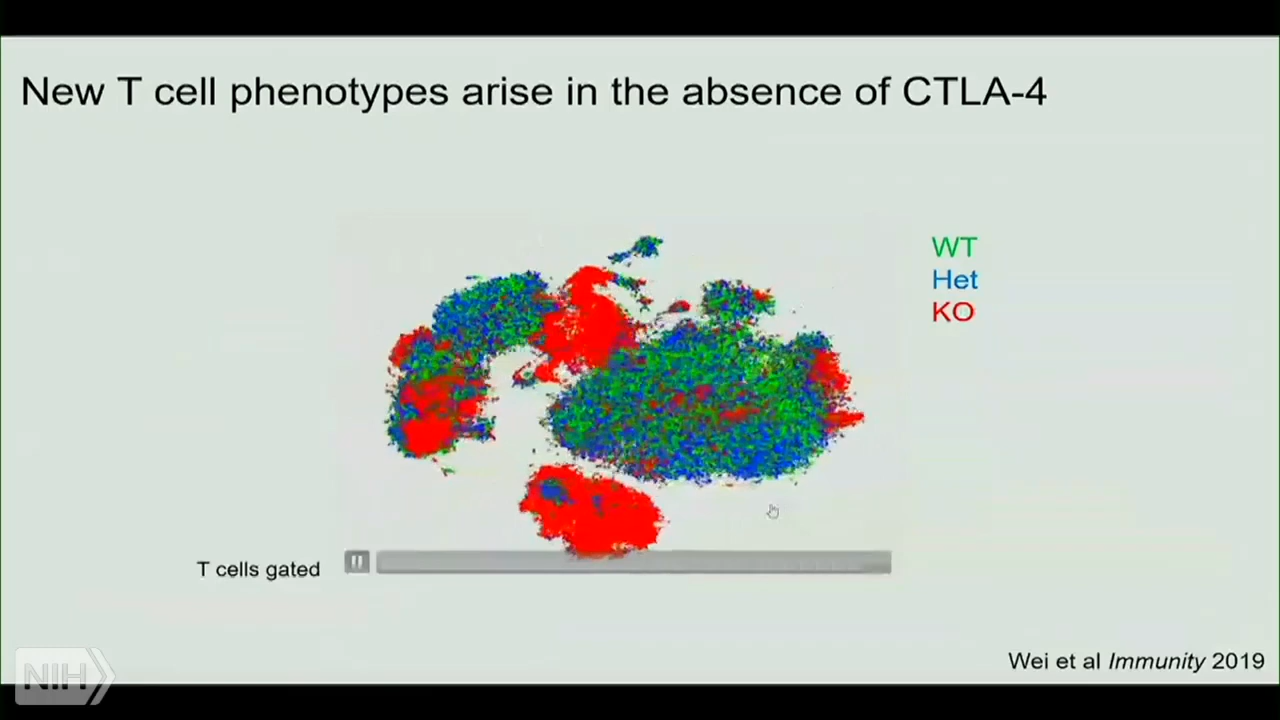 New T cell phenotypes arise in the absence of CTLA-4
WT
Het
KO
T cells gated
Wei et al Immunity 2019
NIH